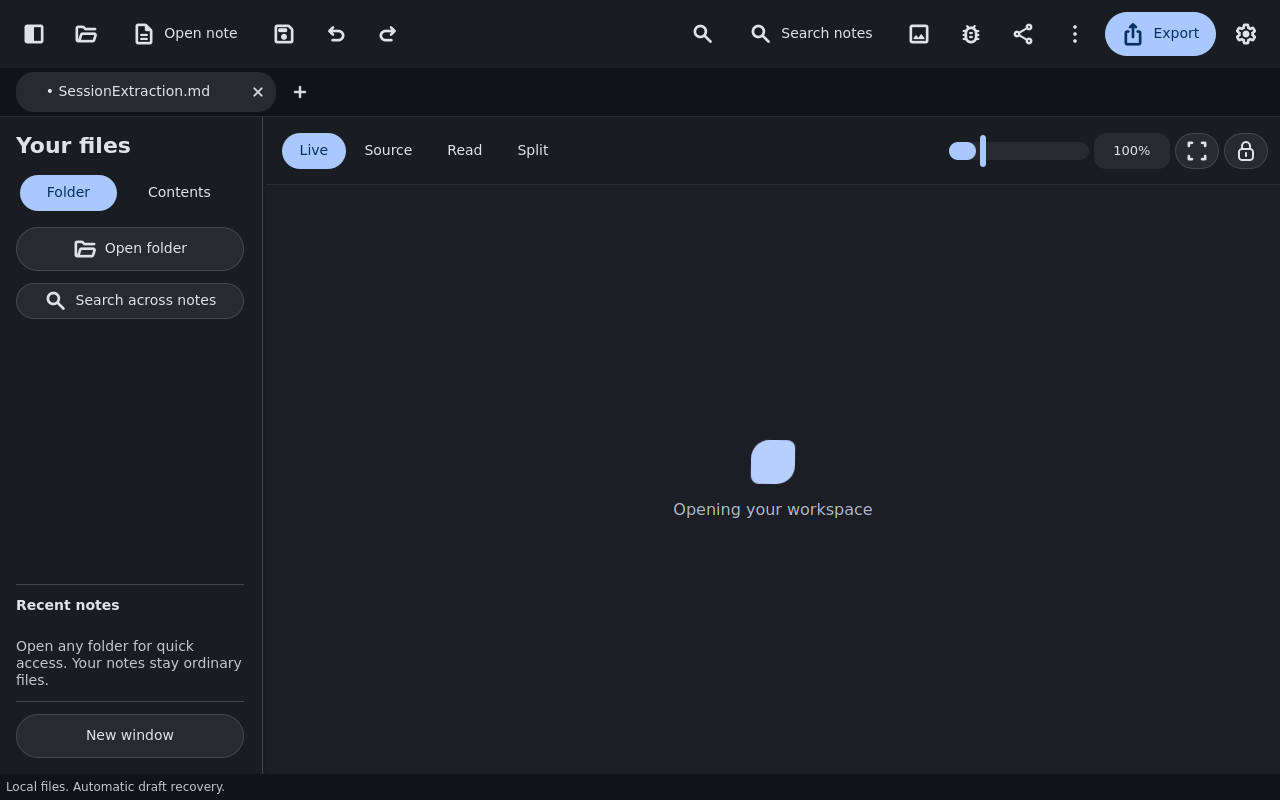 Open note
Search notes
Export
• SessionExtraction.md
Your files
Folder
Contents
Open folder
Search across notes
Live
Source
Read
Split
100%
Opening your workspace
Recent notes
Open any folder for quick
access. Your notes stay ordinary
files.
New window
Local files. Automatic draft recovery.